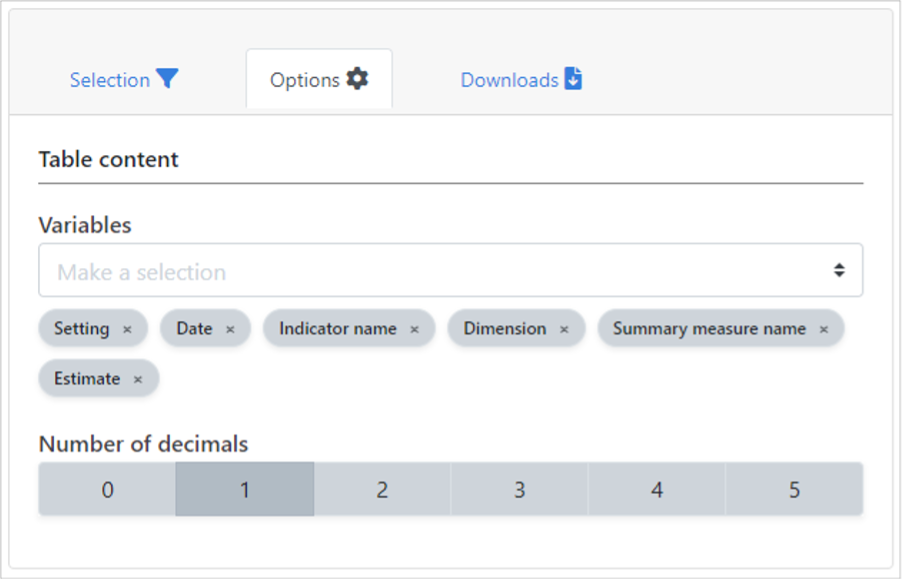 Selection Options Downloads
Table content
Variables
Make a selection
Setting × Date × Indicator name × Dimension × Summary measure name ×
Estimate ×
Number of decimals
0 1 2 3 4 5